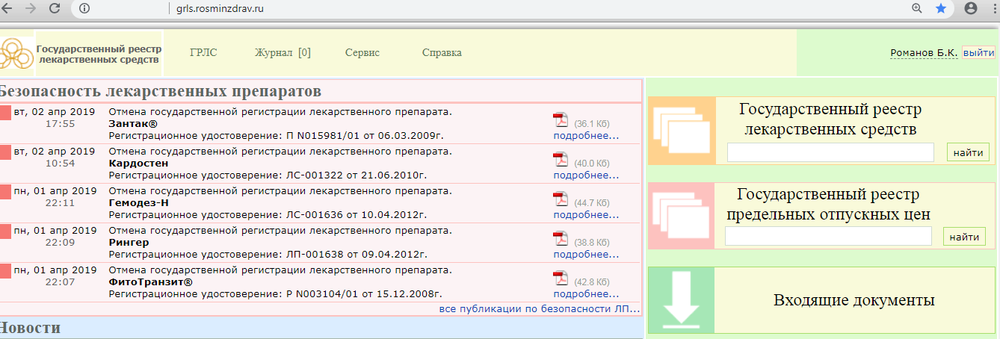 grls.rosminzdrav.ru
Государственный реестр
лекарственных средств
ГРЛС
Журнал [0]
Сервис
Справка
Романов Б.К. выйти
Безопасность лекарственных препаратов
вт, 02 апр 2019
17:55
Отмена государственной регистрации лекарственного препарата.
Зантак®
Регистрационное удостоверение: П N015981/01 от 06.03.2009г.
(36.1 Кб)
подробнее...
вт, 02 апр 2019
10:54
Отмена государственной регистрации лекарственного препарата.
Кардостен
Регистрационное удостоверение: ЛС-001322 от 21.06.2010г.
(40.0 Кб)
подробнее...
пн, 01 апр 2019
22:11
Отмена государственной регистрации лекарственного препарата.
Гемодез-Н
Регистрационное удостоверение: ЛС-001636 от 10.04.2012г.
(44.7 Кб)
подробнее...
пн, 01 апр 2019
22:09
Отмена государственной регистрации лекарственного препарата.
Рингер
Регистрационное удостоверение: ЛП-001638 от 09.04.2012г.
(38.8 Кб)
подробнее...
пн, 01 апр 2019
22:07
Отмена государственной регистрации лекарственного препарата.
ФитоТранзит®
Регистрационное удостоверение: Р N003104/01 от 15.12.2008г.
(42.8 Кб)
подробнее...
все публикации по безопасности ЛП...
Новости
Государственный реестр
лекарственных средств
найти
Государственный реестр
предельных отпускных цен
найти
Входящие документы